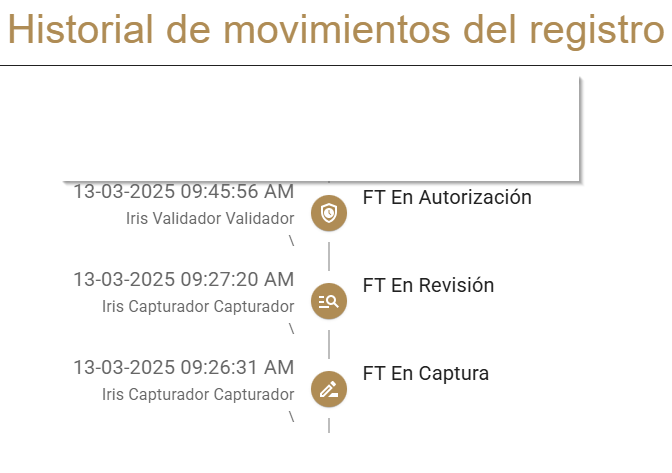 Historial de movimientos del registro
13-03-2025 09:45:56 AM
FT En Autorización
Iris Validador Validador
\
13-03-2025 09:27:20 AM
FT En Revisión
Iris Capturador Capturador
\
13-03-2025 09:26:31 AM
FT En Captura
Iris Capturador Capturador
\